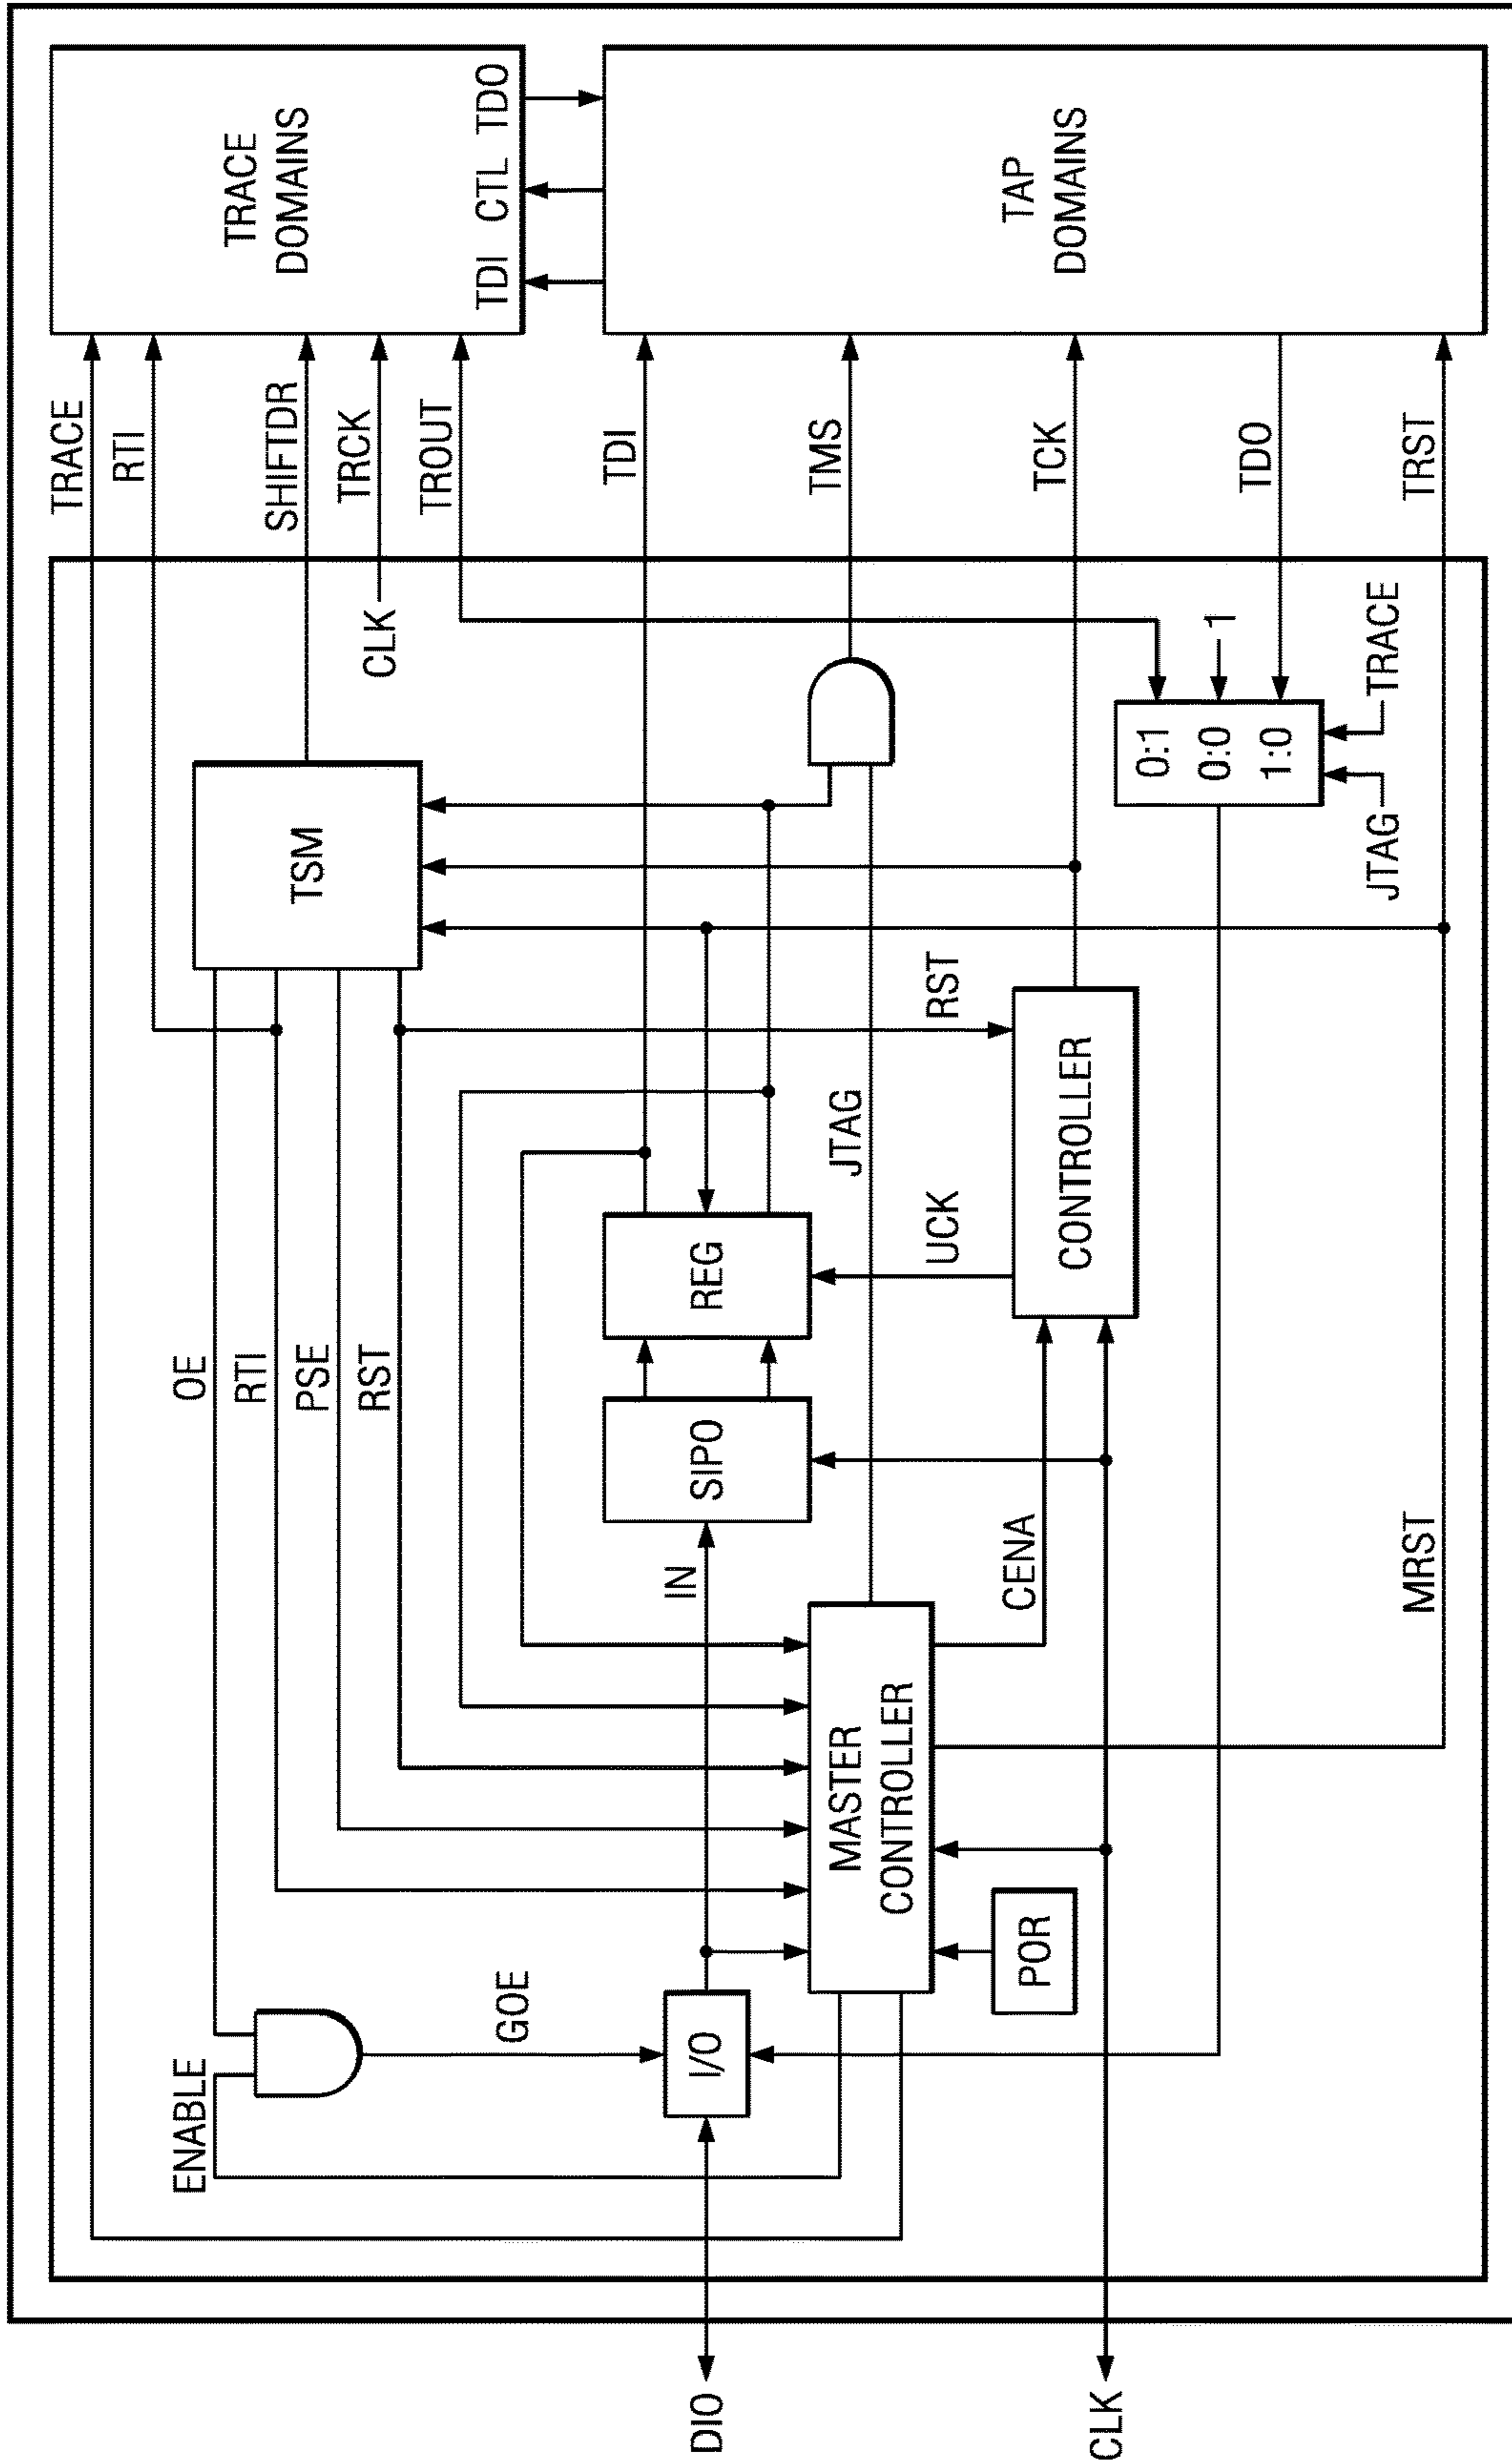 TRACE
DOMAINS
TDI
CTL
TDO
TAP
DOMAINS
TRACE
RTI
SHIFTDR
TRCK
TROUT
TDI
TMS
TCK
TDO
TRST
CLK
1
0:1
0:0
1:0
JTAG
TRACE
TSM
OE
RTI
PSE
RST
RST
JTAG
REG
UCK
CONTROLLER
SIPO
IN
CENA
MRST
MASTER
CONTROLLER
POR
ENABLE
GOE
I/O
DIO
CLK